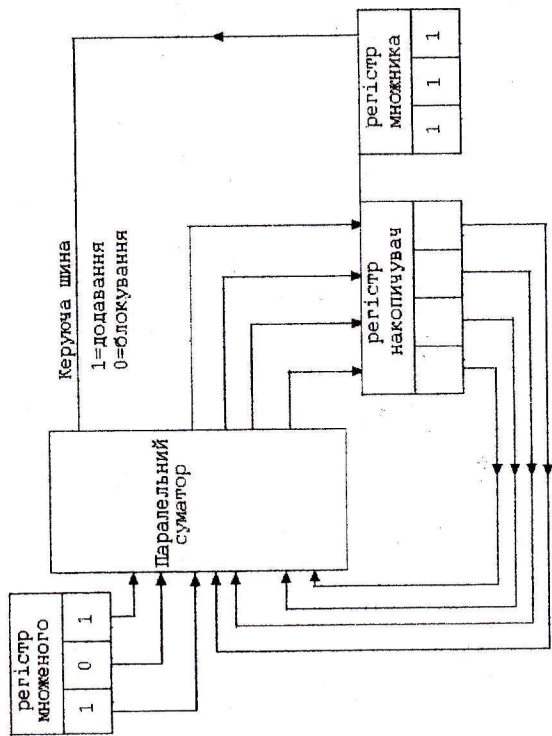 регістр
множеного
1 0 1
Паралельний
суматор
Керуюча шина
1=додавання
0=блокування
регістр
накопичувач
регістр
множника
1 1 1